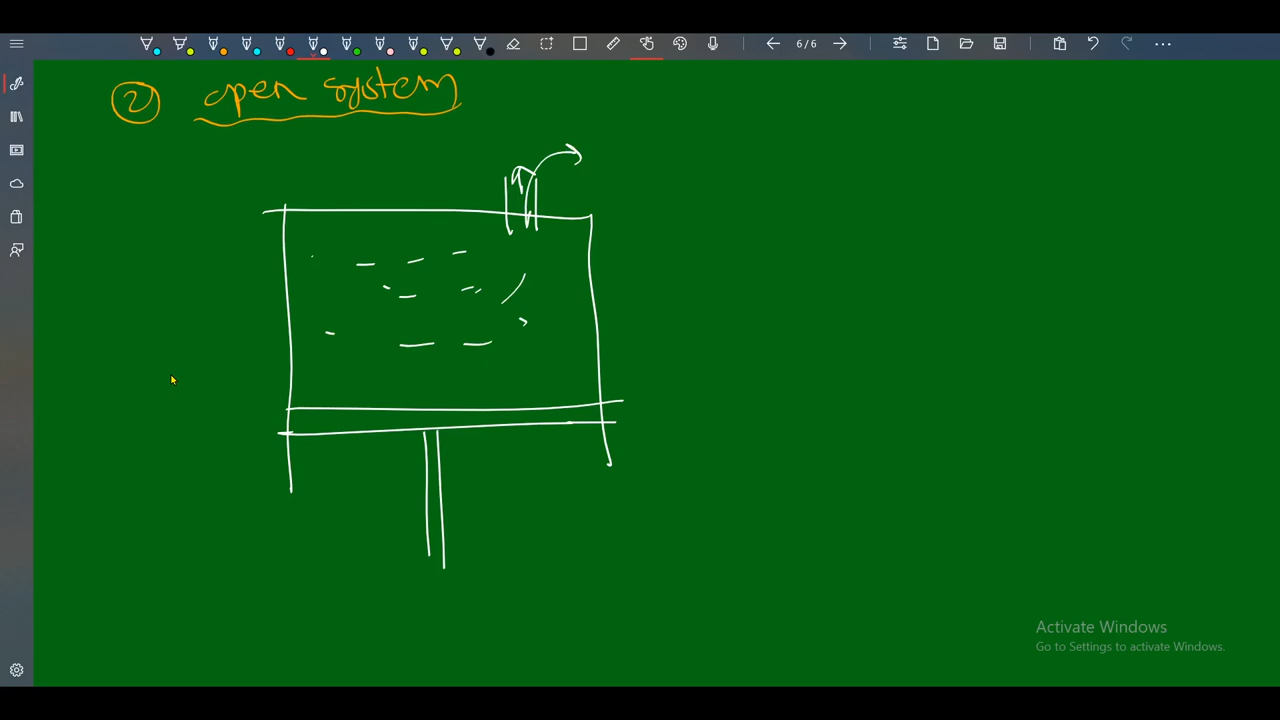 6/6
② open system
Activate Windows
Go to Settings to activate Windows.